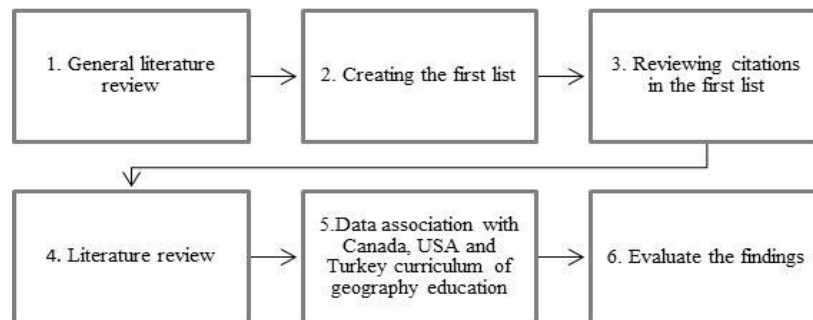 1. General literature
review
2. Creating the first list
3. Reviewing citations
in the first list
4. Literature review
5.Data association with
Canada, USA and
Turkey curriculum of
geography education
6. Evaluate the findings